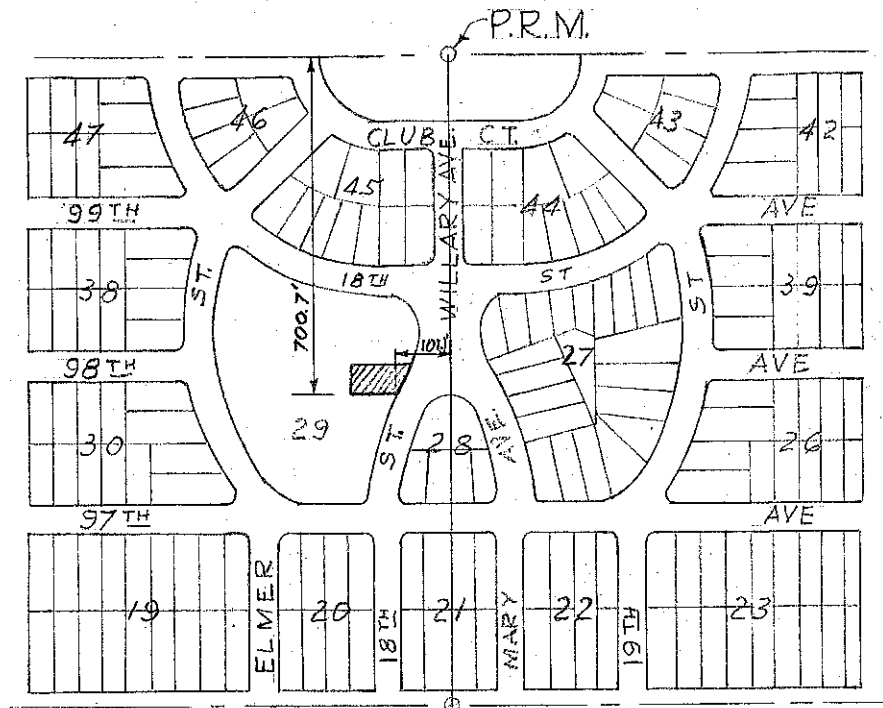 P.R.M.
47
46
CLUB CT.
43
42
45
WILLARY AVE
44
99TH
AVE
38
ST.
18TH
ST
ST
39
700.7'
27
98TH
AVE
29
30
ST.
28
AVE.
26
97TH
AVE
19
ELMER
20
18TH
21
MARY
22
19TH
23